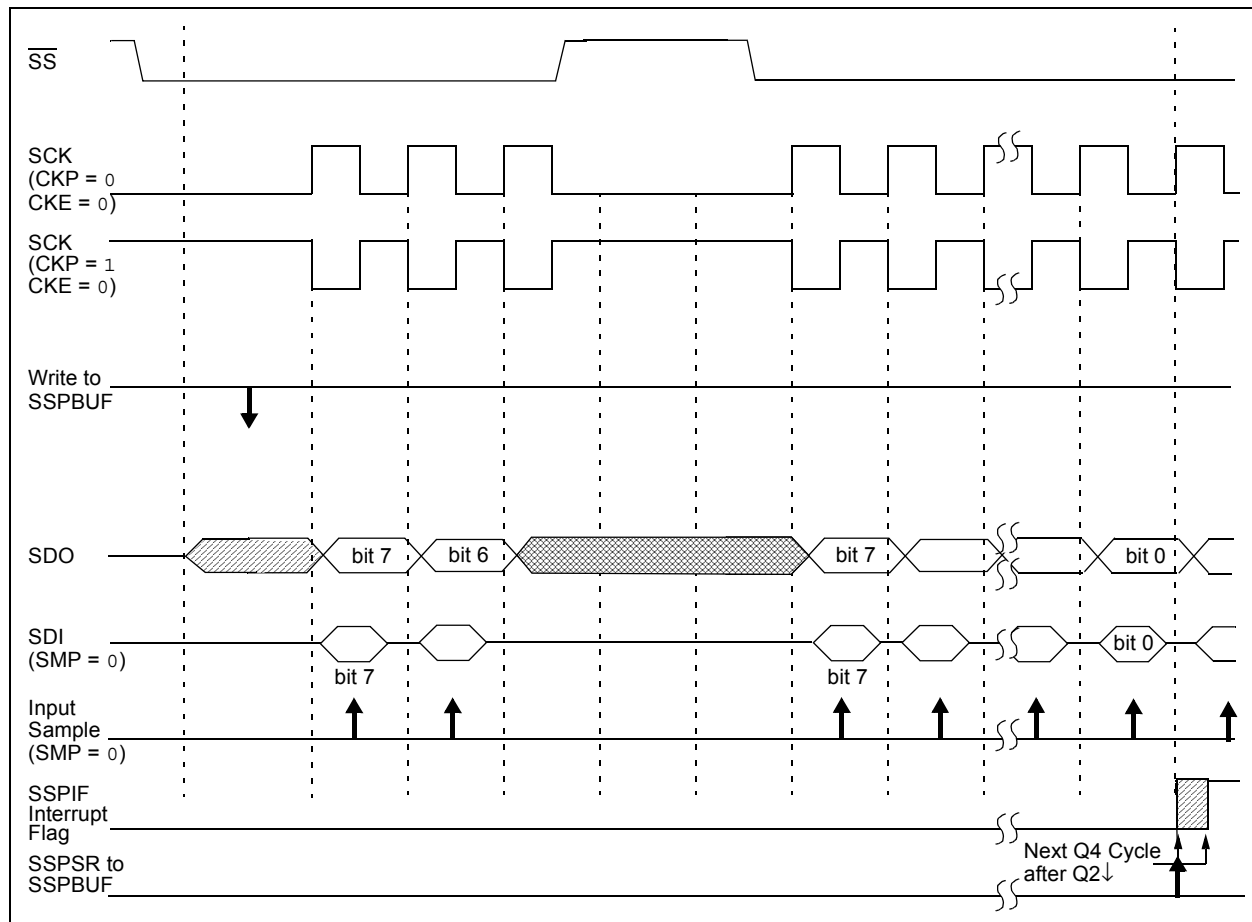 SS
SCK
(CKP = 0
CKE = 0)
SCK
(CKP = 1
CKE = 0)
Write to
SSPBUF
SDO
bit 7
bit 6
bit 7
bit 0
SDI
(SMP = 0)
bit 7
bit 7
bit 0
Input
Sample
(SMP = 0)
SSPIF
Interrupt
Flag
SSPSR to
SSPBUF
Next Q4 Cycle
after Q2↓